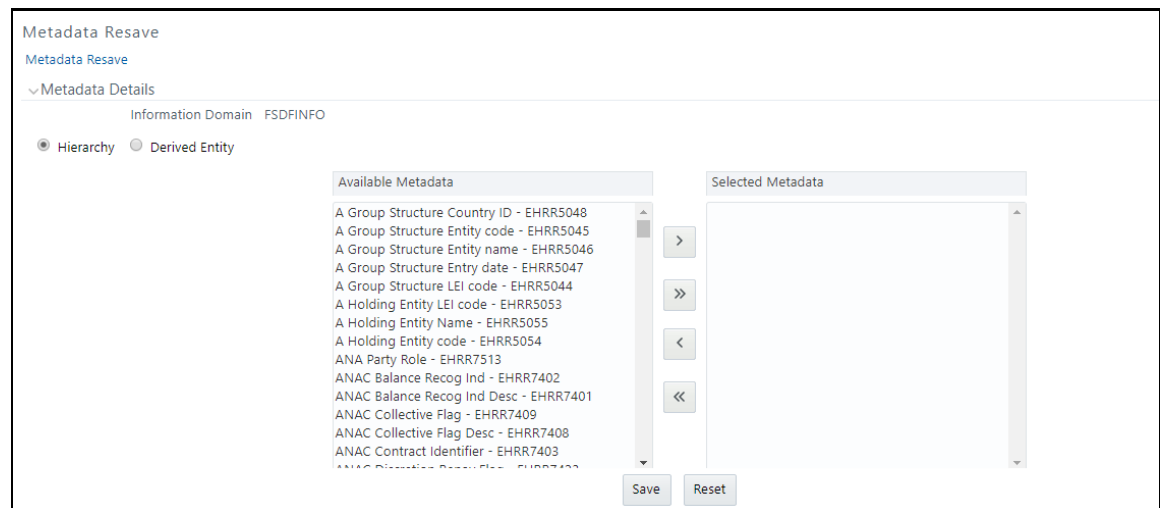 Metadata Resave
Metadata Resave
Metadata Details
Information Domain FSDFINFO
Hierarchy Derived Entity
Available Metadata
A Group Structure Country ID - EHRR5048
A Group Structure Entity code - EHRR5045
A Group Structure Entity name - EHRR5046
A Group Structure Entry date - EHRR5047
A Group Structure LEI code - EHRR5044
A Holding Entity LEI code - EHRR5053
A Holding Entity Name - EHRR5055
A Holding Entity code - EHRR5054
ANA Party Role - EHRR7513
ANAC Balance Recog Ind - EHRR7402
ANAC Balance Recog Ind Desc - EHRR7401
ANAC Collective Flag - EHRR7409
ANAC Collective Flag Desc - EHRR7408
ANAC Contract Identifier - EHRR7403
Selected Metadata
Save Reset